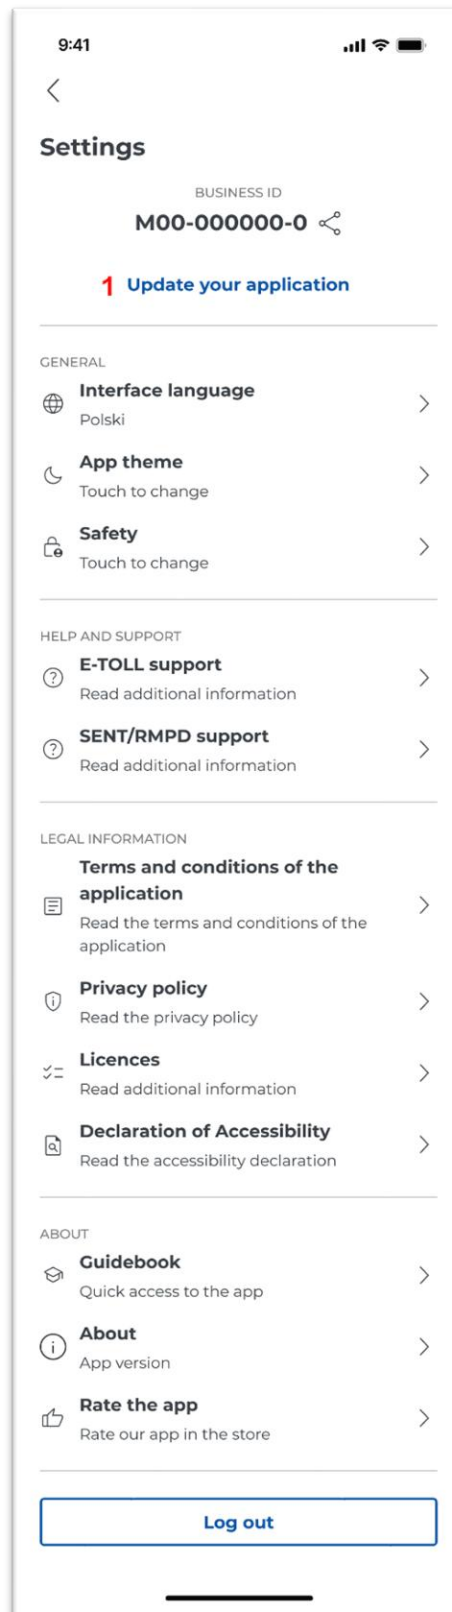 9:41
Settings
BUSINESS ID
M00-000000-0
1 Update your application
GENERAL
Interface language
Polski
App theme
Touch to change
Safety
Touch to change
HELP AND SUPPORT
E-TOLL support
Read additional information
SENT/RMPD support
Read additional information
LEGAL INFORMATION
Terms and conditions of the
application
Read the terms and conditions of the
application
Privacy policy
Read the privacy policy
Licences
Read additional information
Declaration of Accessibility
Read the accessibility declaration
ABOUT
Guidebook
Quick access to the app
About
App version
Rate the app
Rate our app in the store
Log out